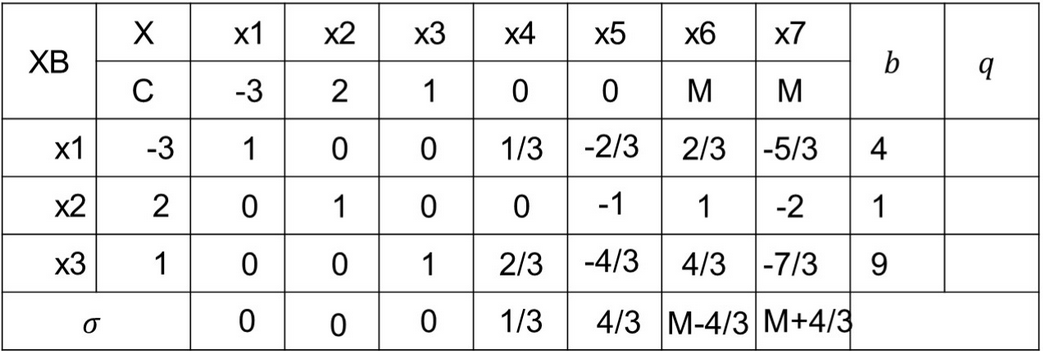 XB X x1 x2 x3 x4 x5 x6 x7 b q
C -3 2 1 0 0 M M
x1 -3 1 0 0 1/3 -2/3 2/3 -5/3 4
x2 2 0 1 0 0 -1 1 -2 1
x3 1 0 0 1 2/3 -4/3 4/3 -7/3 9
σ 0 0 0 1/3 4/3 M-4/3 M+4/3